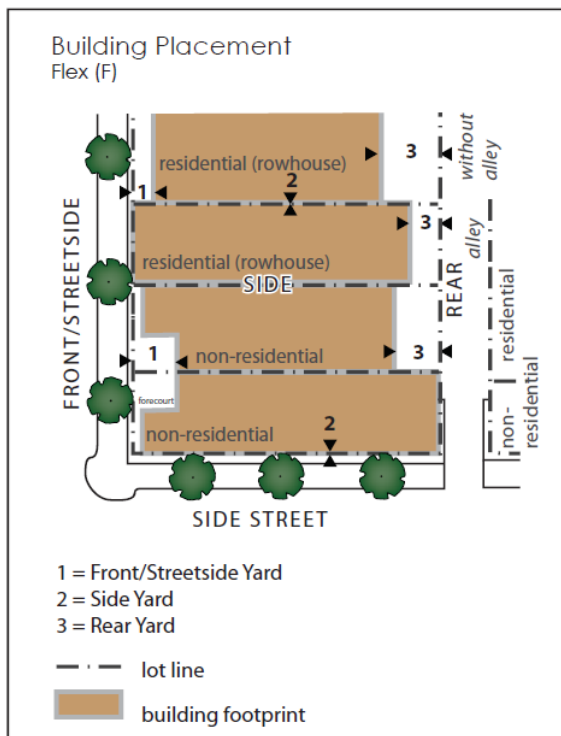 Building Placement
Flex (F)
residential (rowhouse)
1
2
3
without
alley
residential (rowhouse)
3
alley
SIDE
FRONT/STREETSIDE
REAR
1
non-residential
3
residential
forecourt
non-residential
2
non-
residential
SIDE STREET
1 = Front/Streetside Yard
2 = Side Yard
3 = Rear Yard
lot line
building footprint